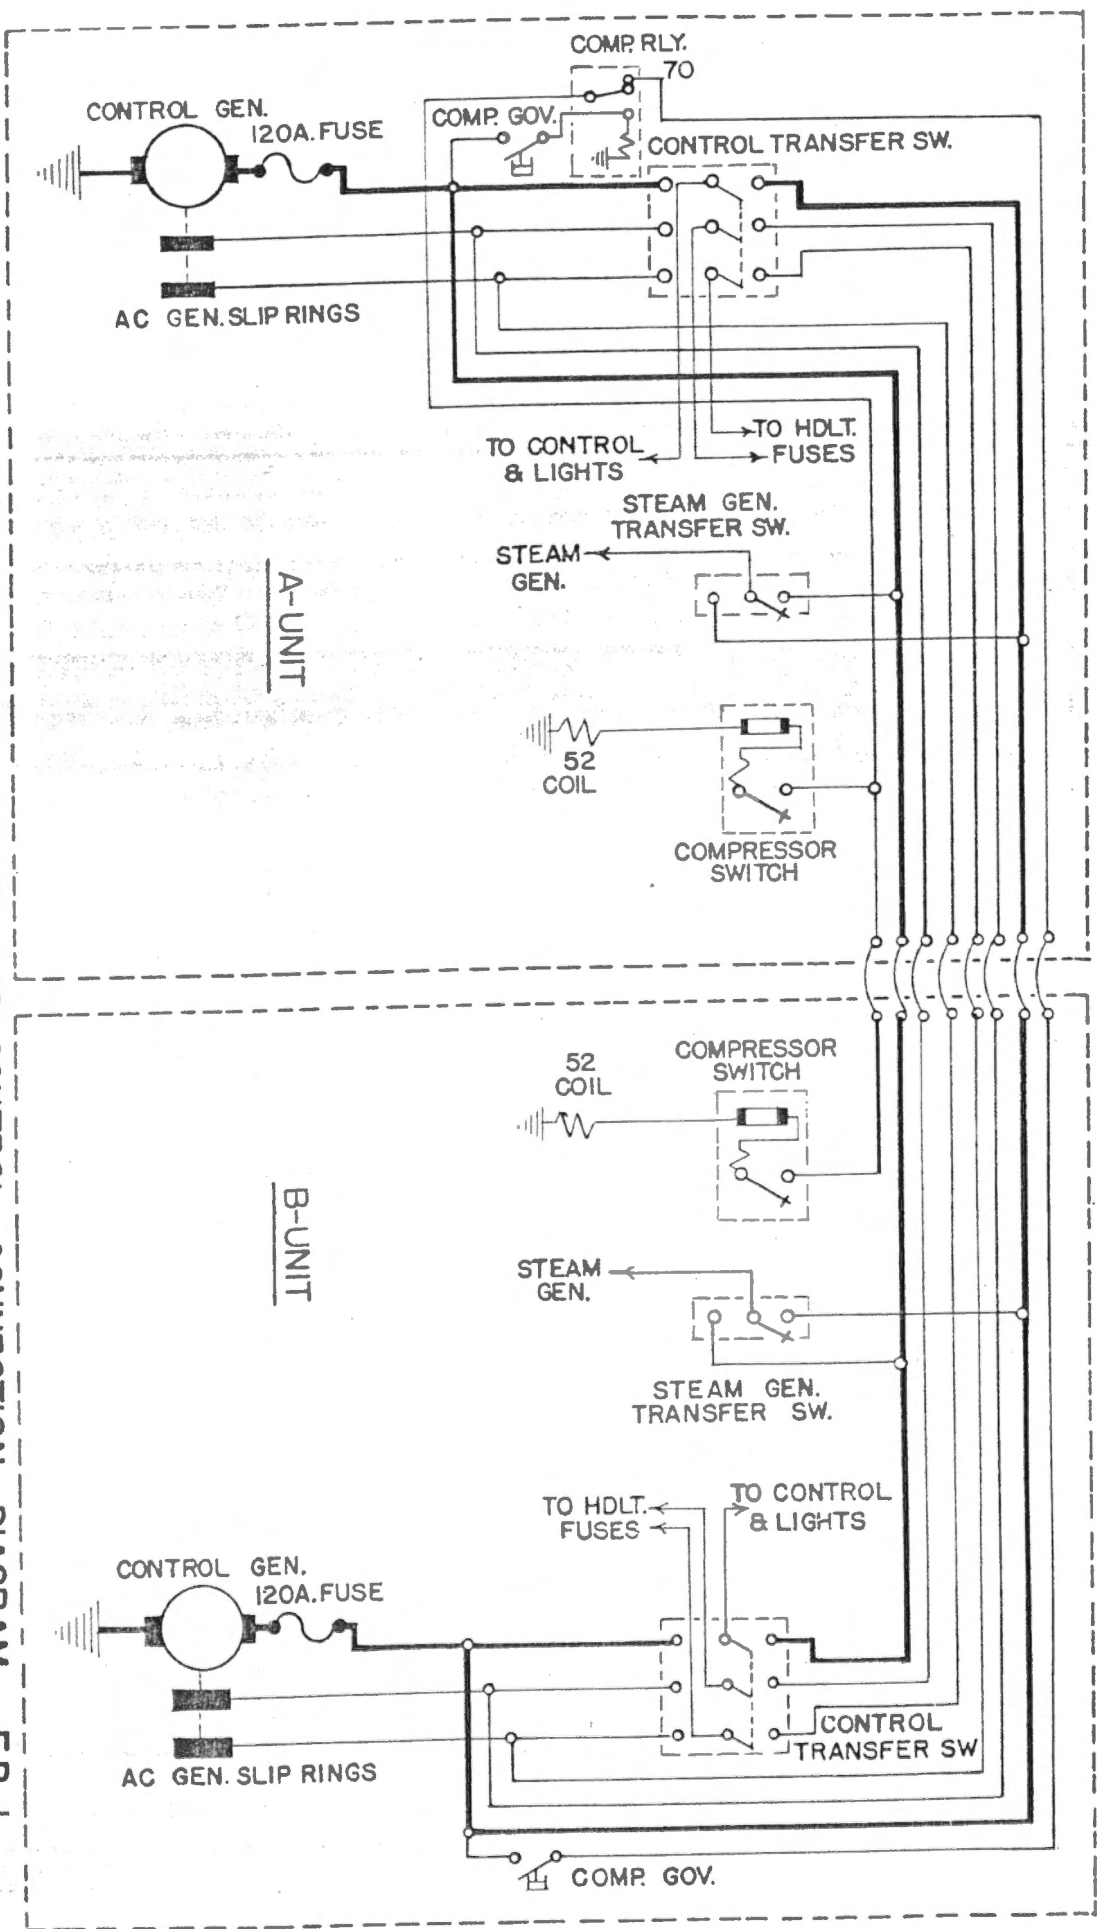 COMP. RLY.
70
CONTROL GEN.
120A. FUSE
COMP. GOV.
CONTROL TRANSFER SW.
AC GEN. SLIP RINGS
TO CONTROL
& LIGHTS
TO HDLT.
FUSES
STEAM GEN.
TRANSFER SW.
STEAM
GEN.
A-UNIT
52
COIL
COMPRESSOR
SWITCH
52
COIL
COMPRESSOR
SWITCH
B-UNIT
STEAM
GEN.
STEAM GEN.
TRANSFER SW.
TO HDLT.
FUSES
TO CONTROL
& LIGHTS
CONTROL GEN.
120A. FUSE
CONTROL
TRANSFER SW
AC GEN. SLIP RINGS
COMP. GOV.